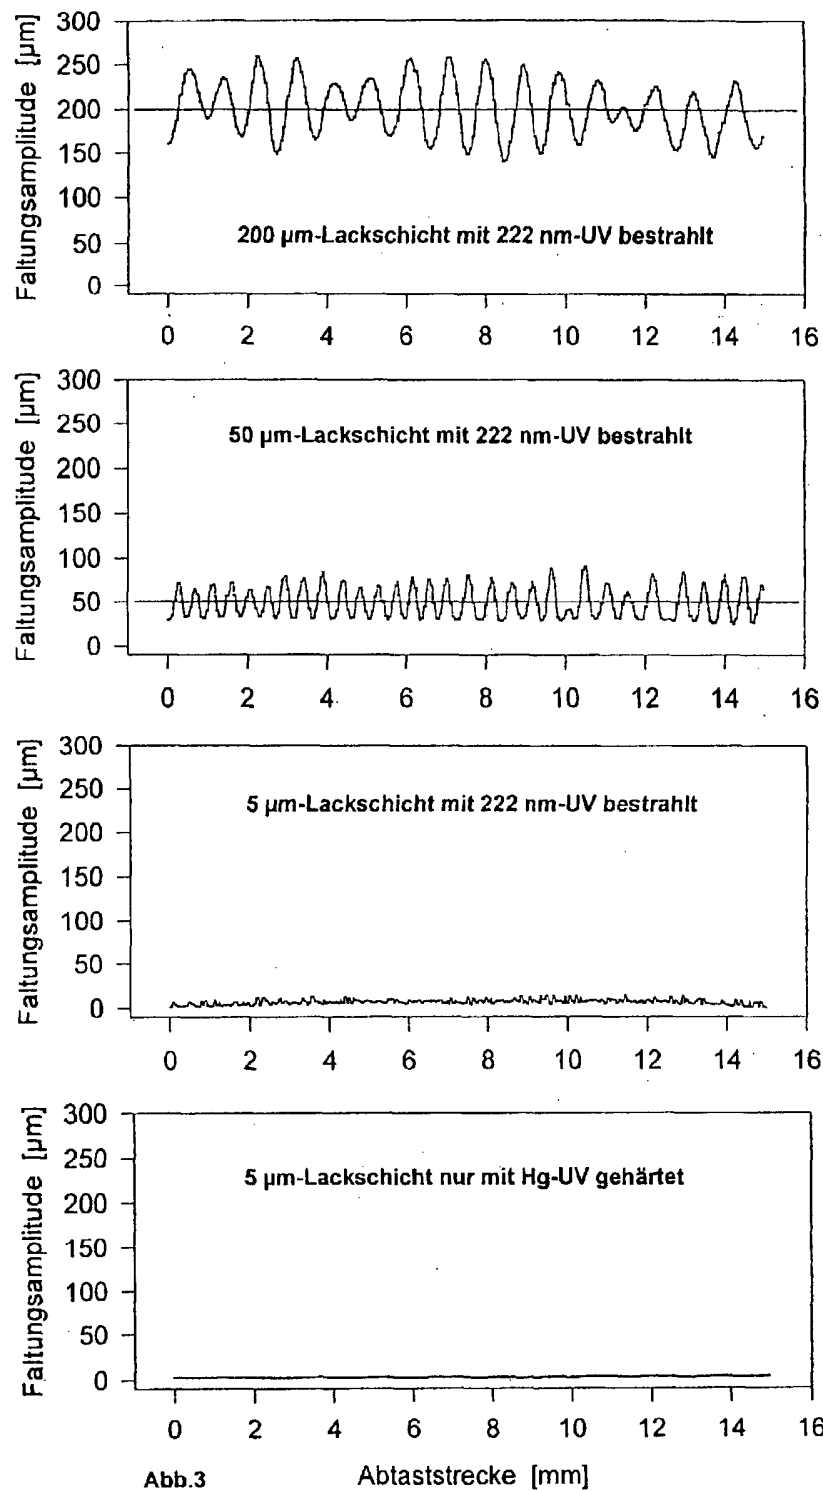 Faltungsamplitude [µm]
300
250
200
150
100
50
0
200 µm-Lackschicht mit 222 nm-UV bestrahlt
0 2 4 6 8 10 12 14 16
Faltungsamplitude [µm]
300
250
200
150
100
50
0
50 µm-Lackschicht mit 222 nm-UV bestrahlt
0 2 4 6 8 10 12 14 16
Faltungsamplitude [µm]
300
250
200
150
100
50
0
5 µm-Lackschicht mit 222 nm-UV bestrahlt
0 2 4 6 8 10 12 14 16
Faltungsamplitude [µm]
300
250
200
150
100
50
0
5 µm-Lackschicht nur mit Hg-UV gehärtet
0 2 4 6 8 10 12 14 16
Abb.3 Abtaststrecke [mm]